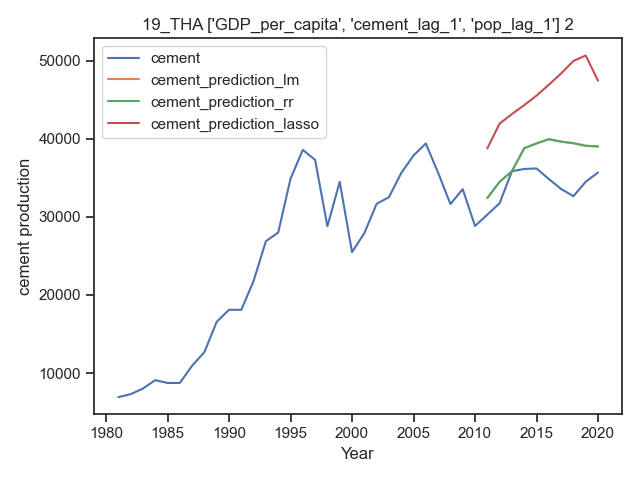 19_THA ['GDP_per_capita', 'cement_lag_1', 'pop_lag_1'] 2
cement
cement_prediction_lm
cement_prediction_rr
cement_prediction_lasso
50000
40000
30000
20000
10000
cement production
1980 1985 1990 1995 2000 2005 2010 2015 2020
Year